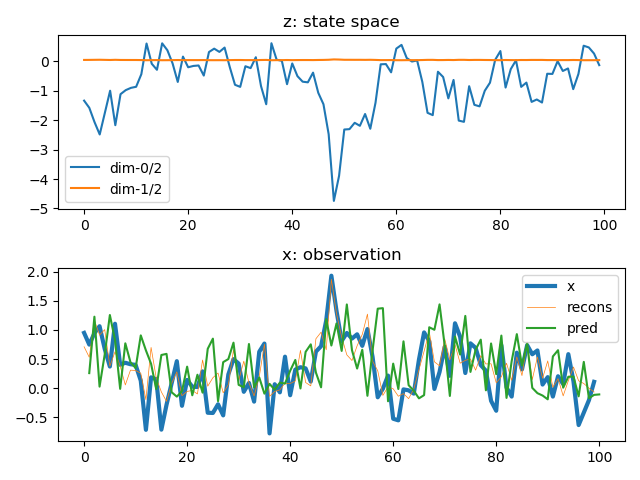 z: state space
0
−1
−2
−3
−4
−5
dim-0/2
dim-1/2
0 20 40 60 80 100
x: observation
2.0
1.5
1.0
0.5
0.0
−0.5
x
recons
pred
0 20 40 60 80 100